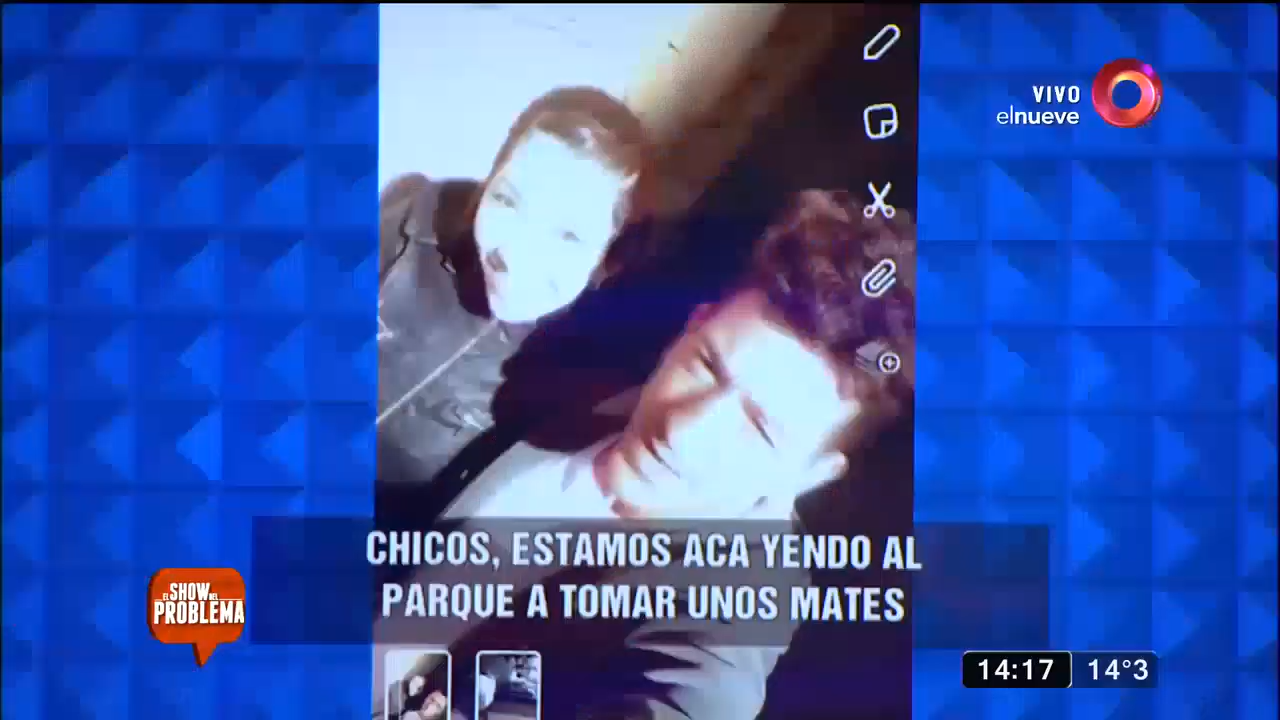 VIVO
elnueve
CHICOS, ESTAMOS ACA YENDO AL
PARQUE A TOMAR UNOS MATES
EL SHOW DEL
PROBLEMA
14:17 14°3